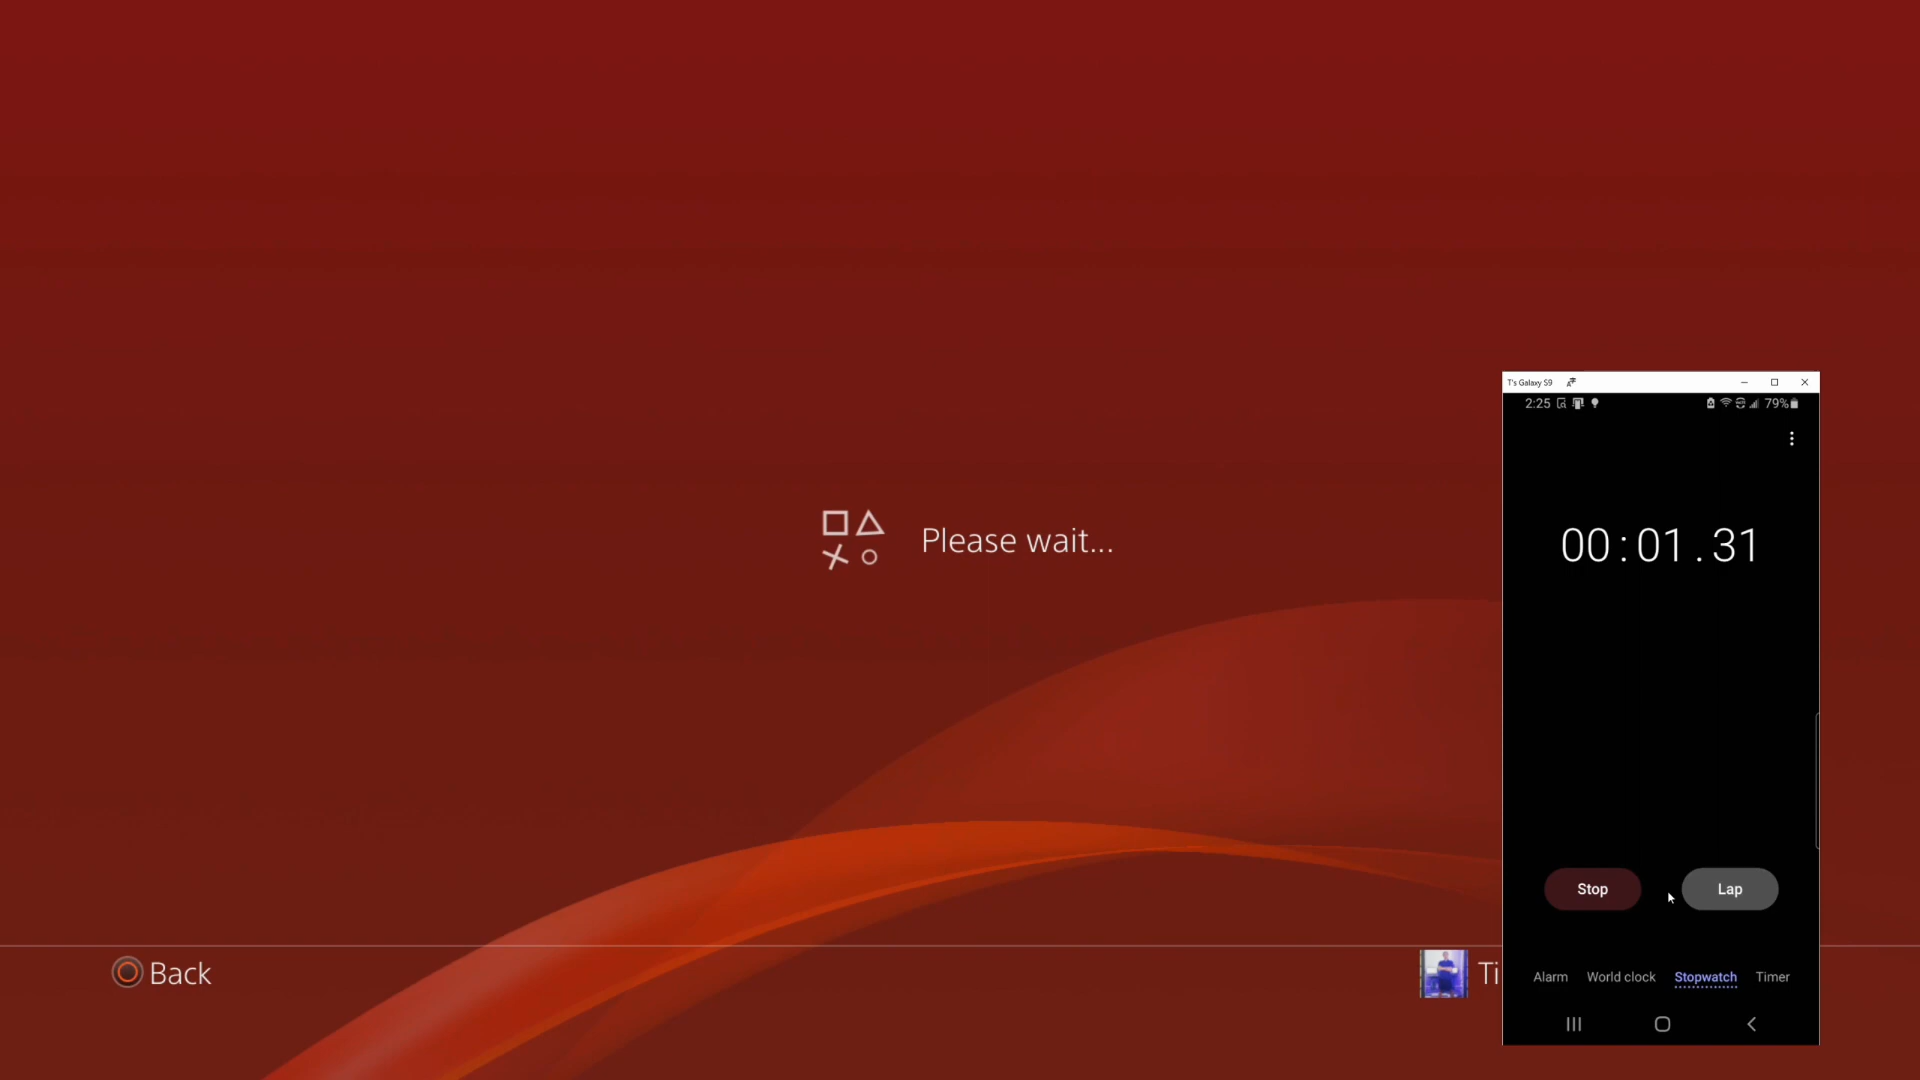 T's Galaxy S9
2:25
79%
00:01.31
Please wait...
Stop
Lap
Back
Ti
Alarm
World clock
Stopwatch
Timer